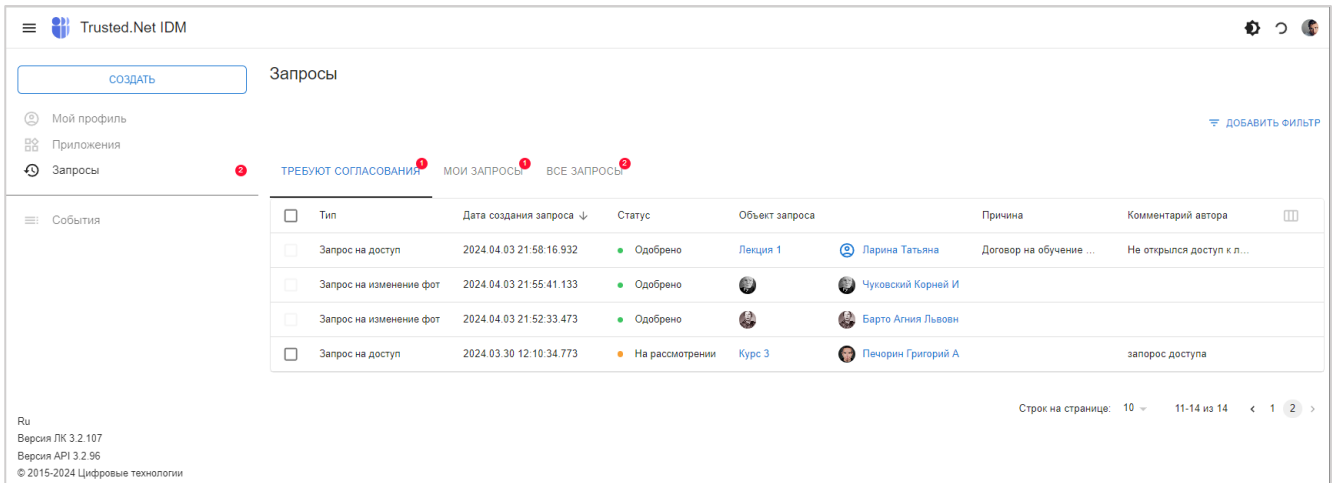 Trusted.Net IDM
СОЗДАТЬ
Мой профиль
Приложения
Запросы 2
События
Запросы
ДОБАВИТЬ ФИЛЬТР
ТРЕБУЮТ СОГЛАСОВАНИЯ 1 МОИ ЗАПРОСЫ 1 ВСЕ ЗАПРОСЫ 2
Тип Дата создания запроса Статус Объект запроса Причина Комментарий автора
Запрос на доступ 2024.04.03 21:58:16.932 Одобрено Лекция 1 Ларина Татьяна Договор на обучение ... Не открылся доступ к л...
Запрос на изменение фот 2024.04.03 21:55:41.133 Одобрено Чуковский Корней И
Запрос на изменение фот 2024.04.03 21:52:33.473 Одобрено Барто Агния Львовн
Запрос на доступ 2024.03.30 12:10:34.773 На рассмотрении Курс 3 Печорин Григорий А запорос доступа
Строк на странице: 10 11-14 из 14 1 2
Ru
Версия ЛК 3.2.107
Версия API 3.2.96
© 2015-2024 Цифровые технологии